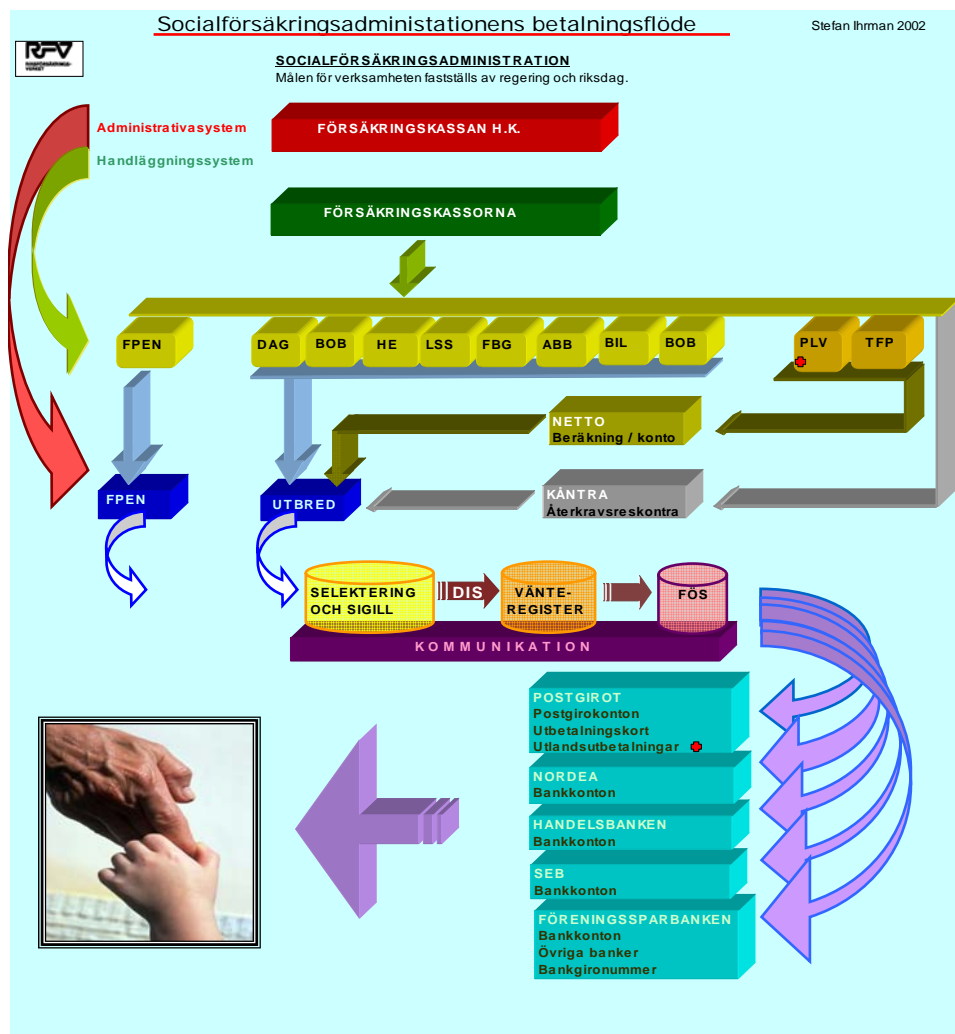 Socialförsäkringsadministationens betalningsflöde
Stefan Ihrman 2002
RFV
RIKSFÖRSÄKRINGS-
VERKET
SOCIALFÖRSÄKRINGSADMINISTRATION
Målen för verksamheten fastställs av regering och riksdag.
Administrativasystem
FÖRSÄKRINGSKASSAN H.K.
Handläggningssystem
FÖRSÄKRINGSKASSORNA
FPEN
DAG
BOB
HE
LSS
FBG
ABB
BIL
BOB
PLV
TFP
NETTO
Beräkning / konto
FPEN
UTBRED
KÅNTRA
Återkravsreskontra
SELEKTERING
OCH SIGILL
DIS
VÄNTE-
REGISTER
FÖS
KOMMUNIKATION
POSTGIROT
Postgirokonton
Utbetalningskort
Utlandsutbetalningar
NORDEA
Bankkonton
HANDELSBANKEN
Bankkonton
SEB
Bankkonton
FÖRENINGSSPARBANKEN
Bankkonton
Övriga banker
Bankgironummer